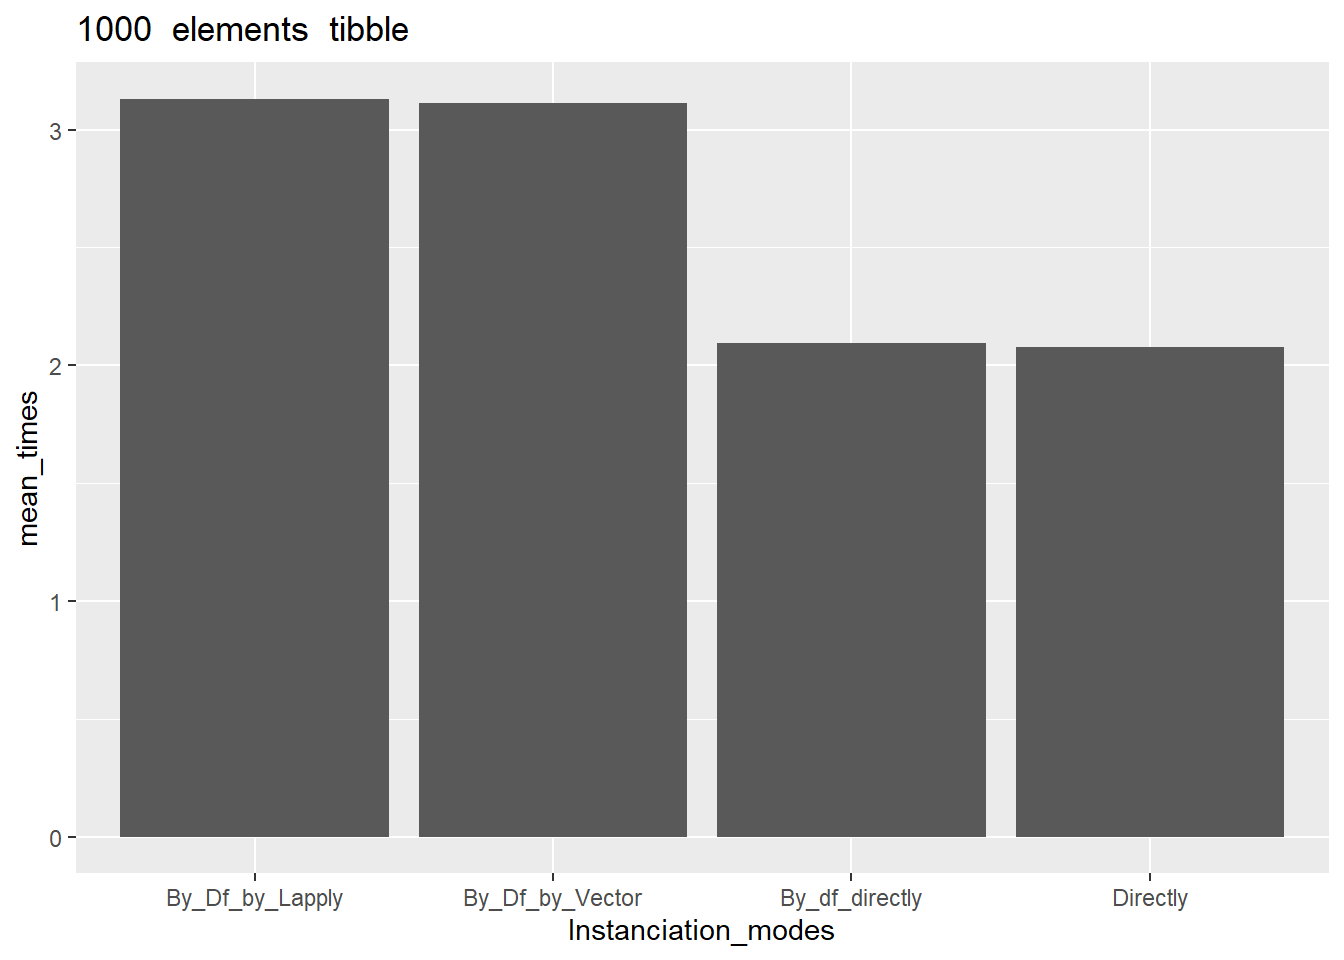 1000 elements tibble
mean_times
3
2
1
0
By_Df_by_Lapply
By_Df_by_Vector
By_df_directly
Directly
Instanciation_modes